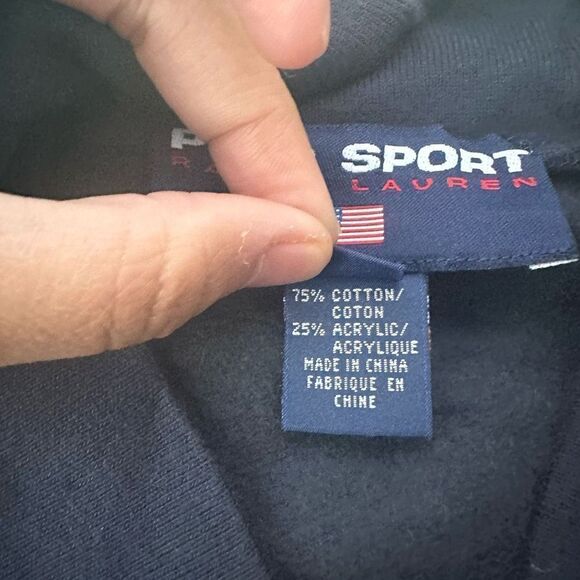 SPORT
LAUREN
75% COTTON/
COTON
25% ACRYLIC/
ACRYLIQUE
MADE IN CHINA
FABRIQUE EN
CHINE